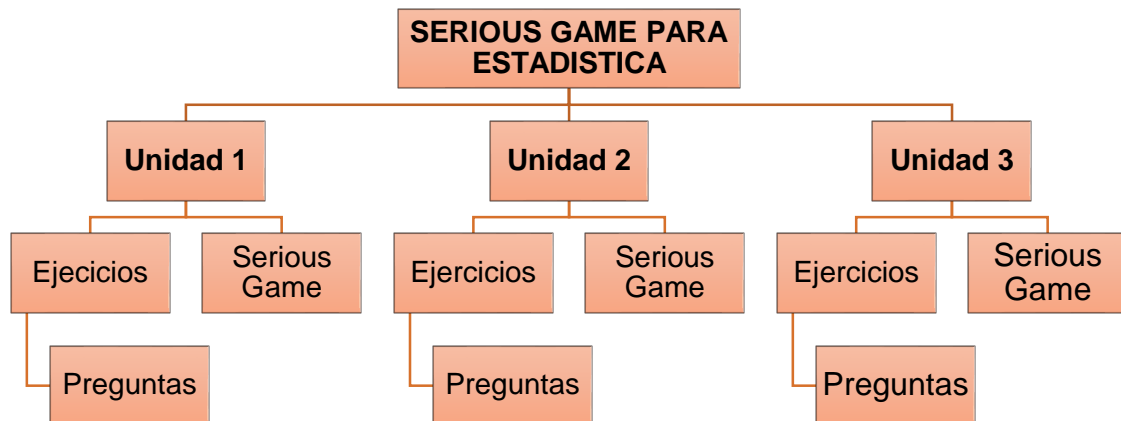 SERIOUS GAME PARA
ESTADISTICA
Unidad 1
Unidad 2
Unidad 3
Ejecicios
Serious
Game
Ejercicios
Serious
Game
Ejercicios
Serious
Game
Preguntas
Preguntas
Preguntas